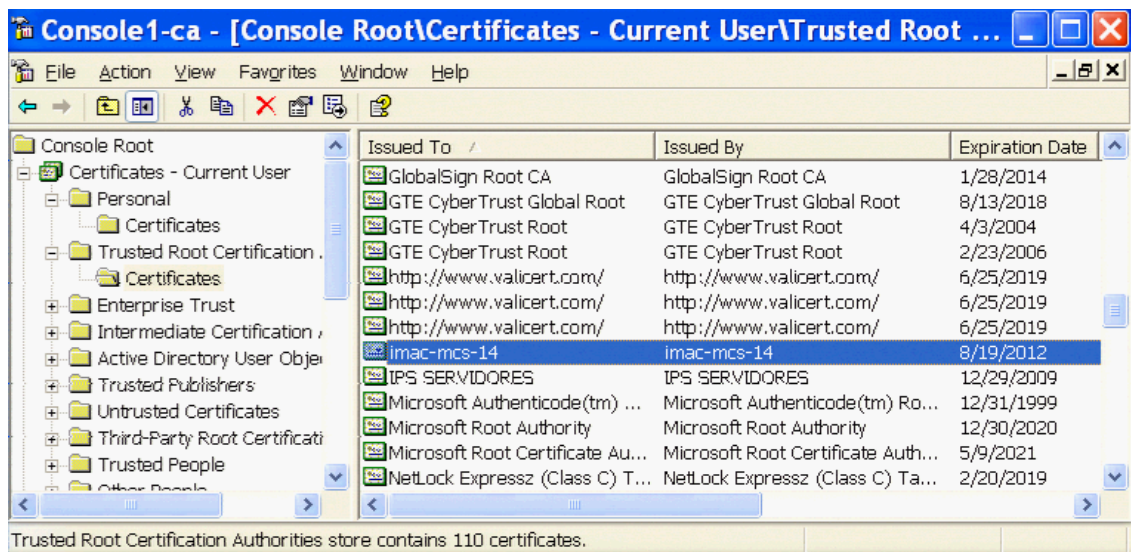 Console1-ca - [Console Root\Certificates - Current User\Trusted Root ...
File Action View Favorites Window Help
Console Root
Certificates - Current User
Personal
Certificates
Trusted Root Certification
Certificates
Enterprise Trust
Intermediate Certification
Active Directory User Obje
Trusted Publishers
Untrusted Certificates
Third-Party Root Certificati
Trusted People
Other People
Issued To Issued By Expiration Date
GlobalSign Root CA GlobalSign Root CA 1/28/2014
GTE CyberTrust Global Root GTE CyberTrust Global Root 8/13/2018
GTE CyberTrust Root GTE CyberTrust Root 4/3/2004
GTE CyberTrust Root GTE CyberTrust Root 2/23/2006
http://www.valicert.com/ http://www.valicert.com/ 6/25/2019
http://www.valicert.com/ http://www.valicert.com/ 6/25/2019
http://www.valicert.com/ http://www.valicert.com/ 6/25/2019
imac-mcs-14 imac-mcs-14 8/19/2012
IPS SERVIDORES IPS SERVIDORES 12/29/2009
Microsoft Authenticode(tm) ... Microsoft Authenticode(tm) Ro... 12/31/1999
Microsoft Root Authority Microsoft Root Authority 12/30/2020
Microsoft Root Certificate Au... Microsoft Root Certificate Auth... 5/9/2021
NetLock Expressz (Class C) T... NetLock Expressz (Class C) Ta... 2/20/2019
Trusted Root Certification Authorities store contains 110 certificates.